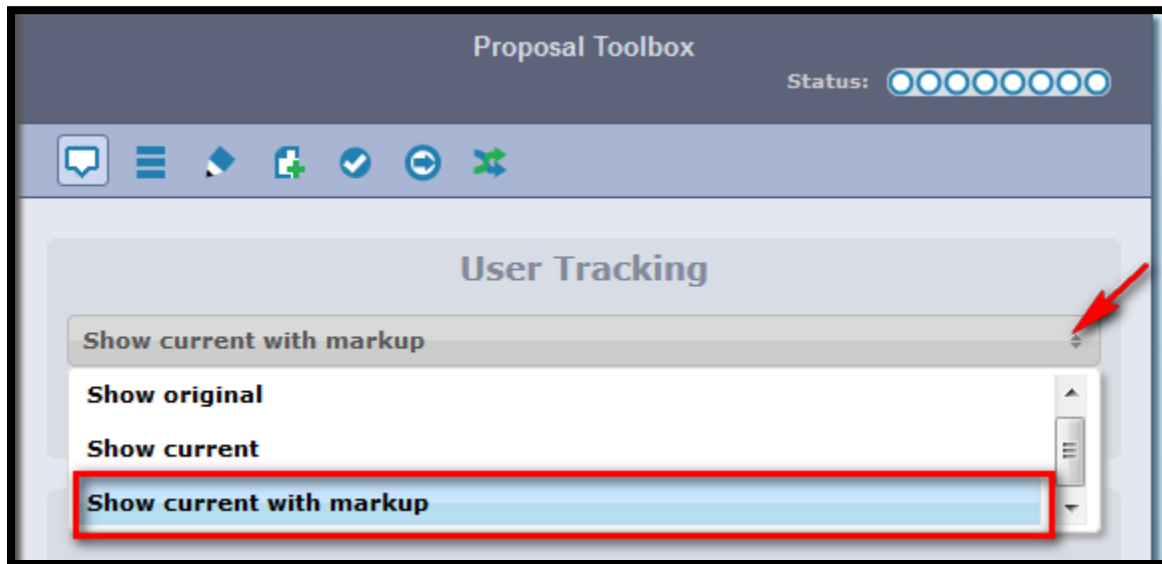 Proposal Toolbox
Status:
User Tracking
Show current with markup
Show original
Show current
Show current with markup